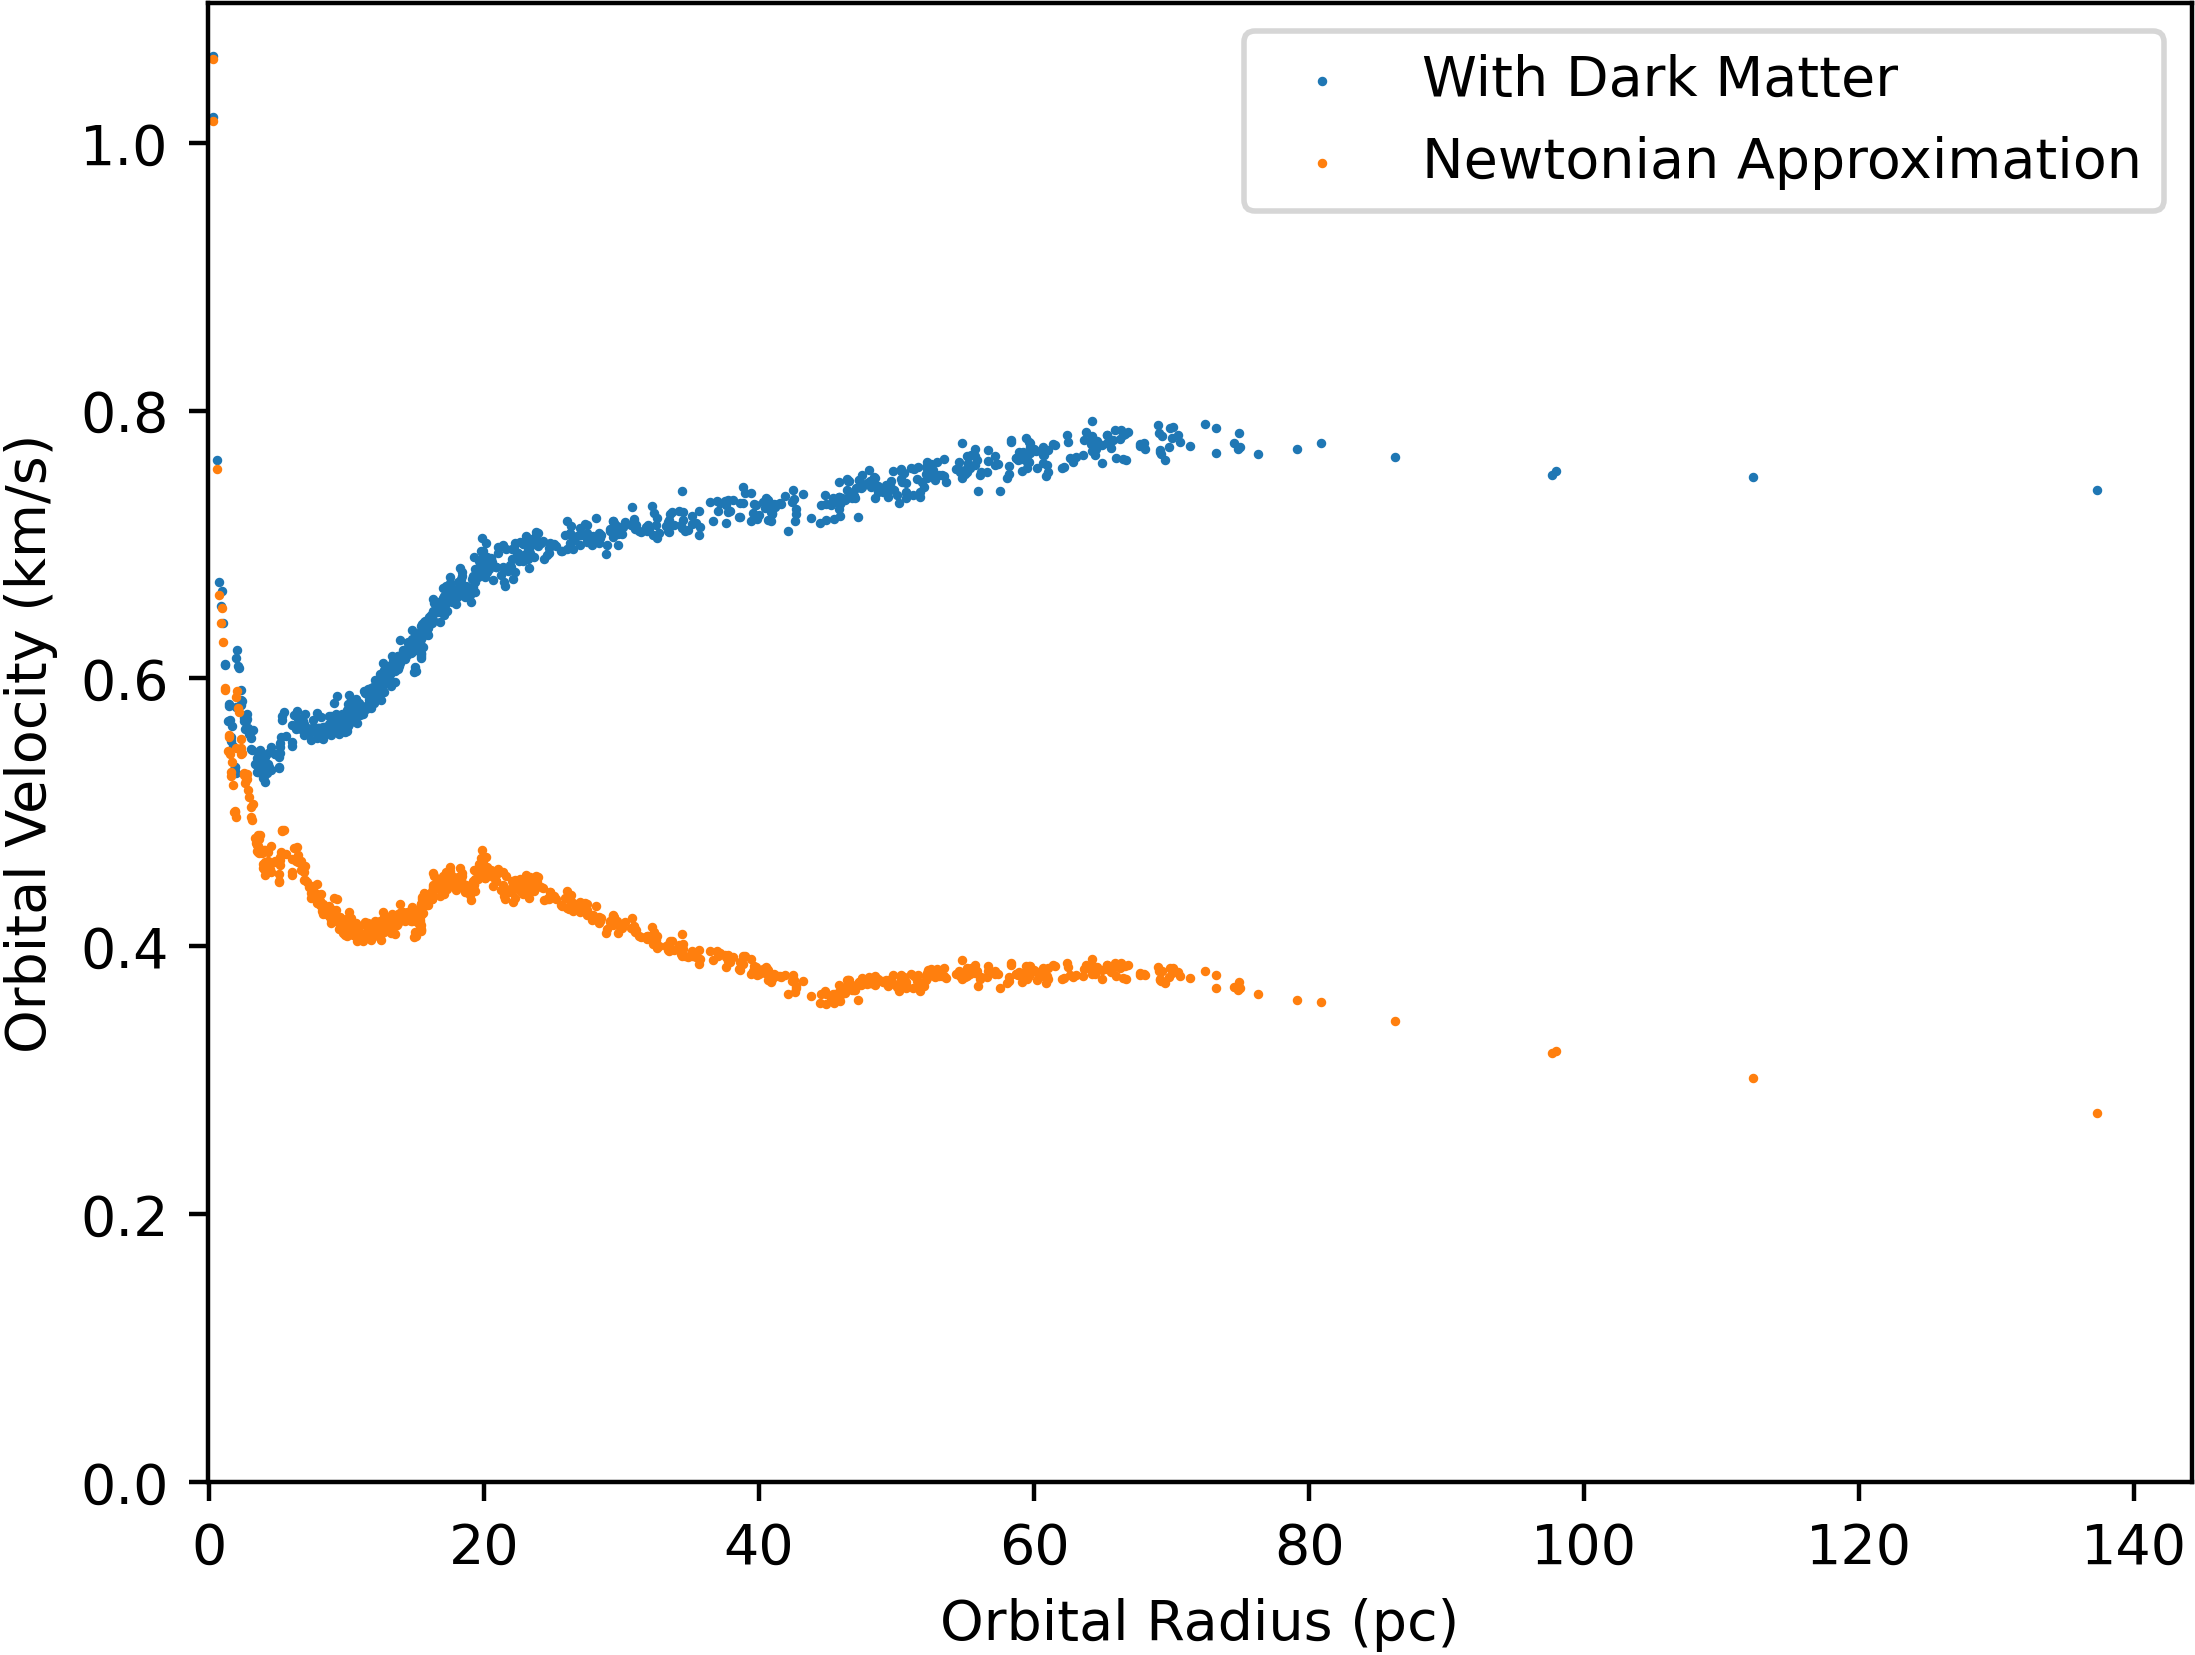 With Dark Matter
Newtonian Approximation
Orbital Velocity (km/s)
1.0
0.8
0.6
0.4
0.2
0.0
0 20 40 60 80 100 120 140
Orbital Radius (pc)